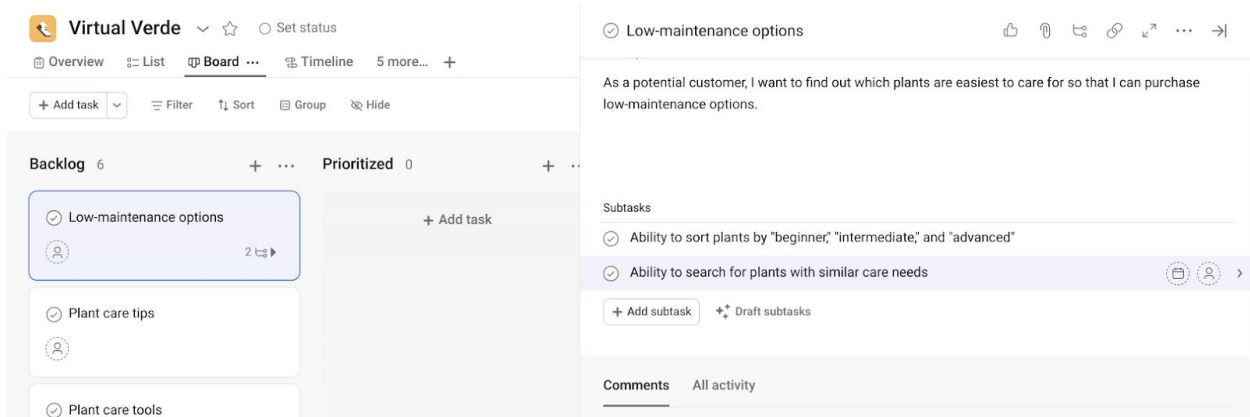 Virtual Verde
Set status
Overview List Board ... Timeline 5 more... +
+ Add task Filter Sort Group Hide
Backlog 6 + ...
Prioritized 0 +
Low-maintenance options
2
Plant care tips
Plant care tools
+ Add task
Low-maintenance options
As a potential customer, I want to find out which plants are easiest to care for so that I can purchase
low-maintenance options.
Subtasks
Ability to sort plants by "beginner," "intermediate," and "advanced"
Ability to search for plants with similar care needs
+ Add subtask Draft subtasks
Comments All activity